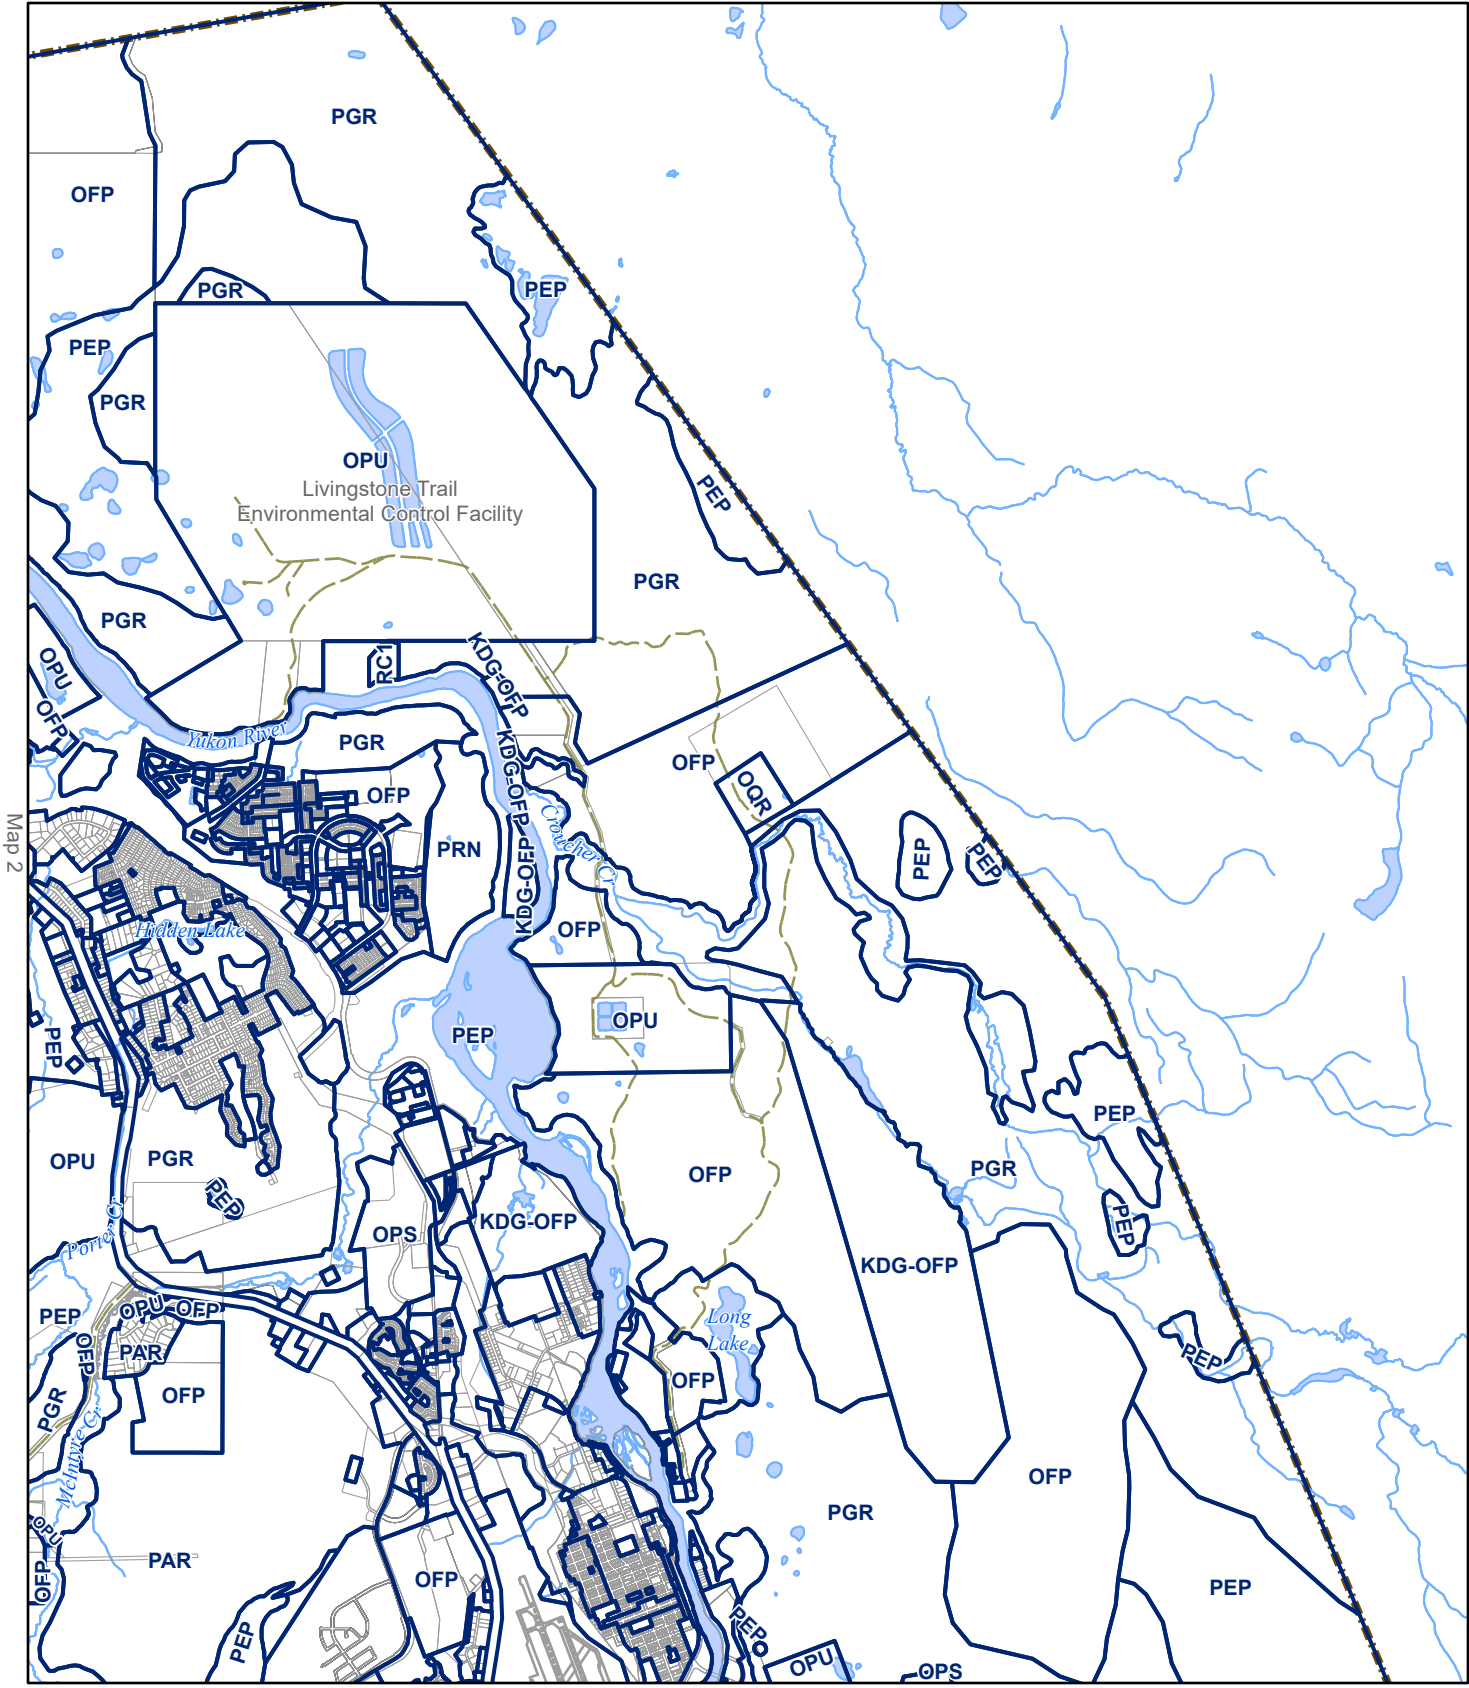 PGR
OFP
PEP
PGR
PEP
PGR
OPU
Livingstone Trail
Environmental Control Facility
PEP
PGR
PGR
OPU
RC1
KDG-OFP
OFP
Yukon River
PGR
KDG-OFP
OFP
OQR
OFP
Croucher Cr
Map 2
PRN
KDG-OFP
PEP
PEP
Hidden Lake
OFP
PEP
PEP
OPU
PEP
OPU
PGR
PGR
OFP
PEP
KDG-OFP
OPS
PEP
Porter Cr
KDG-OFP
PEP
OPU
OFP
Long
Lake
OFP
PAR
PEP
OFP
OFP
PGR
McIntyre Cr
OFP
PGR
OPU
PAR
OFP
OFP
PEP
PEP
PEP
OPU
OPS